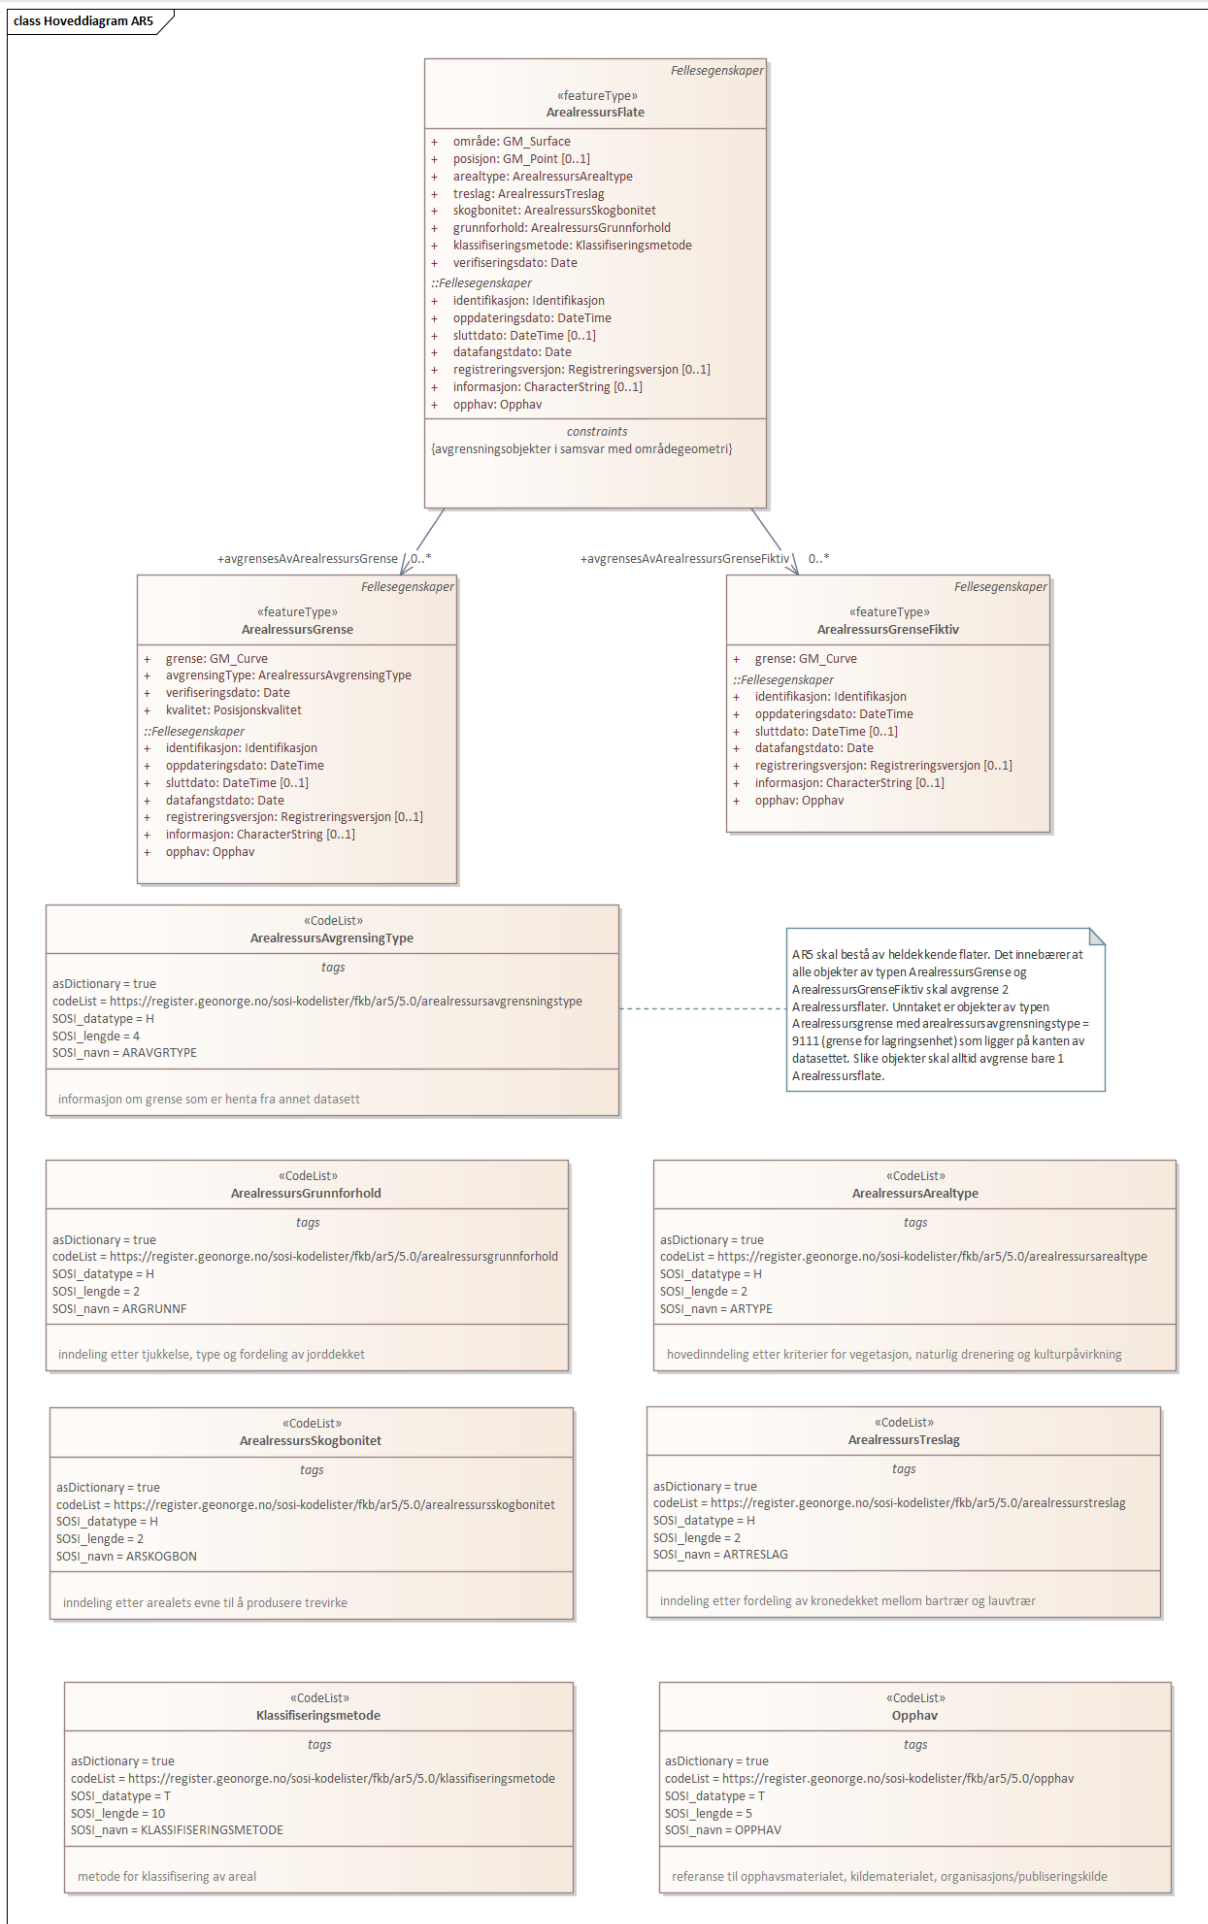 class Hoveddiagram AR5
Fellesegenskaper
«featureType»
ArealressursFlate
+ område: GM_Surface
+ posisjon: GM_Point [0..1]
+ arealtype: ArealressursArealtype
+ treslag: ArealressursTreslag
+ skogbonitet: ArealressursSkogbonitet
+ grunnforhold: ArealressursGrunnforhold
+ klassifiseringsmetode: Klassifiseringsmetode
+ verifiseringsdato: Date
::Fellesegenskaper
+ identifikasjon: Identifikasjon
+ oppdateringsdato: DateTime
+ sluttdato: DateTime [0..1]
+ datafangstdato: Date
+ registreringsversjon: Registreringsversjon [0..1]
+ informasjon: CharacterString [0..1]
+ opphav: Opphav
constraints
{avgrensningsobjekter i samsvar med områdegeometri}
+avgrensesAvArealressursGrense 0..*
+avgrensesAvArealressursGrenseFiktiv 0..*
Fellesegenskaper
«featureType»
ArealressursGrense
+ grense: GM_Curve
+ avgrensingType: ArealressursAvgrensingType
+ verifiseringsdato: Date
+ kvalitet: Posisjonskvalitet
::Fellesegenskaper
+ identifikasjon: Identifikasjon
+ oppdateringsdato: DateTime
+ sluttdato: DateTime [0..1]
+ datafangstdato: Date
+ registreringsversjon: Registreringsversjon [0..1]
+ informasjon: CharacterString [0..1]
+ opphav: Opphav
Fellesegenskaper
«featureType»
ArealressursGrenseFiktiv
+ grense: GM_Curve
::Fellesegenskaper
+ identifikasjon: Identifikasjon
+ oppdateringsdato: DateTime
+ sluttdato: DateTime [0..1]
+ datafangstdato: Date
+ registreringsversjon: Registreringsversjon [0..1]
+ informasjon: CharacterString [0..1]
+ opphav: Opphav
«CodeList»
ArealressursAvgrensingType
tags
asDictionary = true
codeList = https://register.geonorge.no/sosi-kodelister/fkb/ar5/5.0/arealressursavgrensningstype
SOSI_datatype = H
SOSI_lengde = 4
SOSI_navn = ARAVGRTYPE
informasjon om grense som er henta fra annet datasett
AR5 skal bestå av heldekkende flater. Det innebærer at
alle objekter av typen ArealressursGrense og
ArealressursGrenseFiktiv skal avgrense 2
Arealressursflater. Unntaket er objekter av typen
Arealressursgrense med arealressursavgrensningstype =
9111 (grense for lagringsenhet) som ligger på kanten av
datasettet. Slike objekter skal alltid avgrense bare 1
Arealressursflate.
«CodeList»
ArealressursGrunnforhold
tags
asDictionary = true
codeList = https://register.geonorge.no/sosi-kodelister/fkb/ar5/5.0/arealressursgrunnforhold
SOSI_datatype = H
SOSI_lengde = 2
SOSI_navn = ARGRUNNF
inndeling etter tjukkelse, type og fordeling av jorddekket
«CodeList»
ArealressursArealtype
tags
asDictionary = true
codeList = https://register.geonorge.no/sosi-kodelister/fkb/ar5/5.0/arealressursarealtype
SOSI_datatype = H
SOSI_lengde = 2
SOSI_navn = ARTYPE
hovedinndeling etter kriterier for vegetasjon, naturlig drenering og kulturpåvirkning
«CodeList»
ArealressursSkogbonitet
tags
asDictionary = true
codeList = https://register.geonorge.no/sosi-kodelister/fkb/ar5/5.0/arealressursskogbonitet
SOSI_datatype = H
SOSI_lengde = 2
SOSI_navn = ARSKOGBON
inndeling etter arealets evne til å produsere trevirke
«CodeList»
ArealressursTreslag
tags
asDictionary = true
codeList = https://register.geonorge.no/sosi-kodelister/fkb/ar5/5.0/arealressurstreslag
SOSI_datatype = H
SOSI_lengde = 2
SOSI_navn = ARTRESLAG
inndeling etter fordeling av kronedekket mellom bartrær og lauvtrær
«CodeList»
Klassifiseringsmetode
tags
asDictionary = true
codeList = https://register.geonorge.no/sosi-kodelister/fkb/ar5/5.0/klassifiseringsmetode
SOSI_datatype = T
SOSI_lengde = 10
SOSI_navn = KLASSIFISERINGSMETODE
metode for klassifisering av areal
«CodeList»
Opphav
tags
asDictionary = true
codeList = https://register.geonorge.no/sosi-kodelister/fkb/ar5/5.0/opphav
SOSI_datatype = T
SOSI_lengde = 5
SOSI_navn = OPPHAV
referanse til opphavsmaterialet, kildematerialet, organisasjons/publiseringskilde